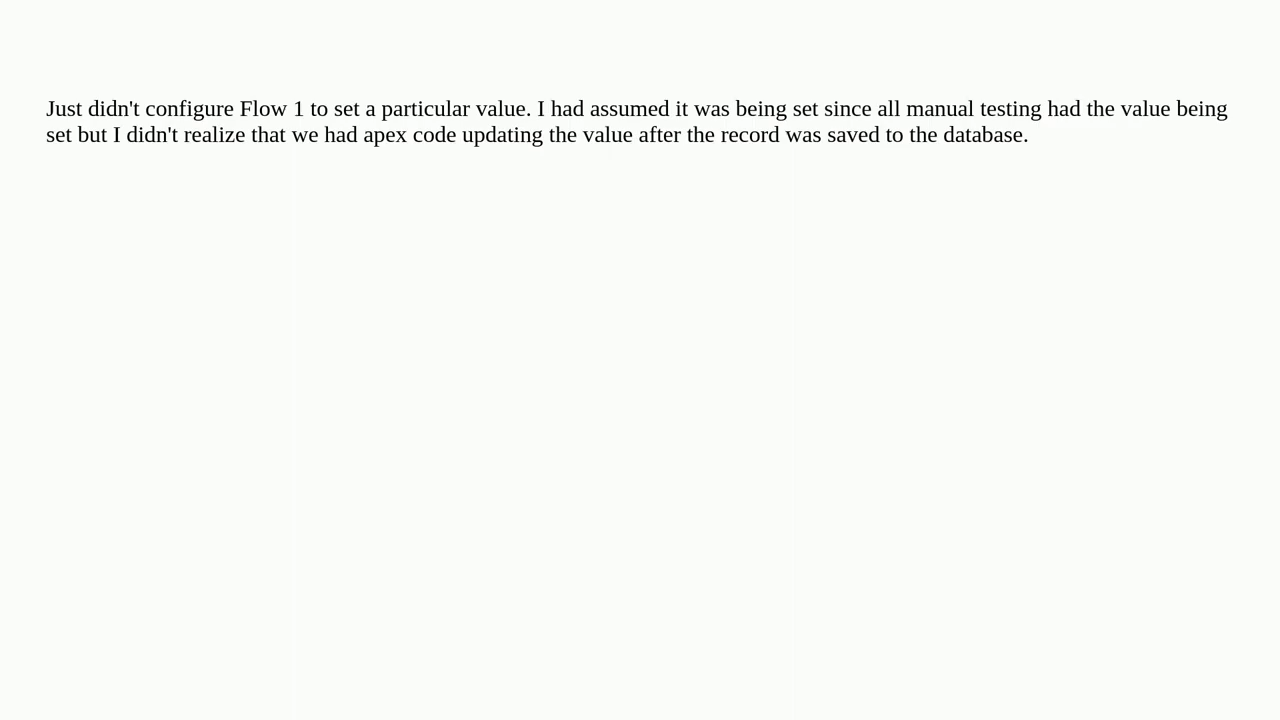 Just didn't configure Flow 1 to set a particular value. I had assumed it was being set since all manual testing had the value being
set but I didn't realize that we had apex code updating the value after the record was saved to the database.